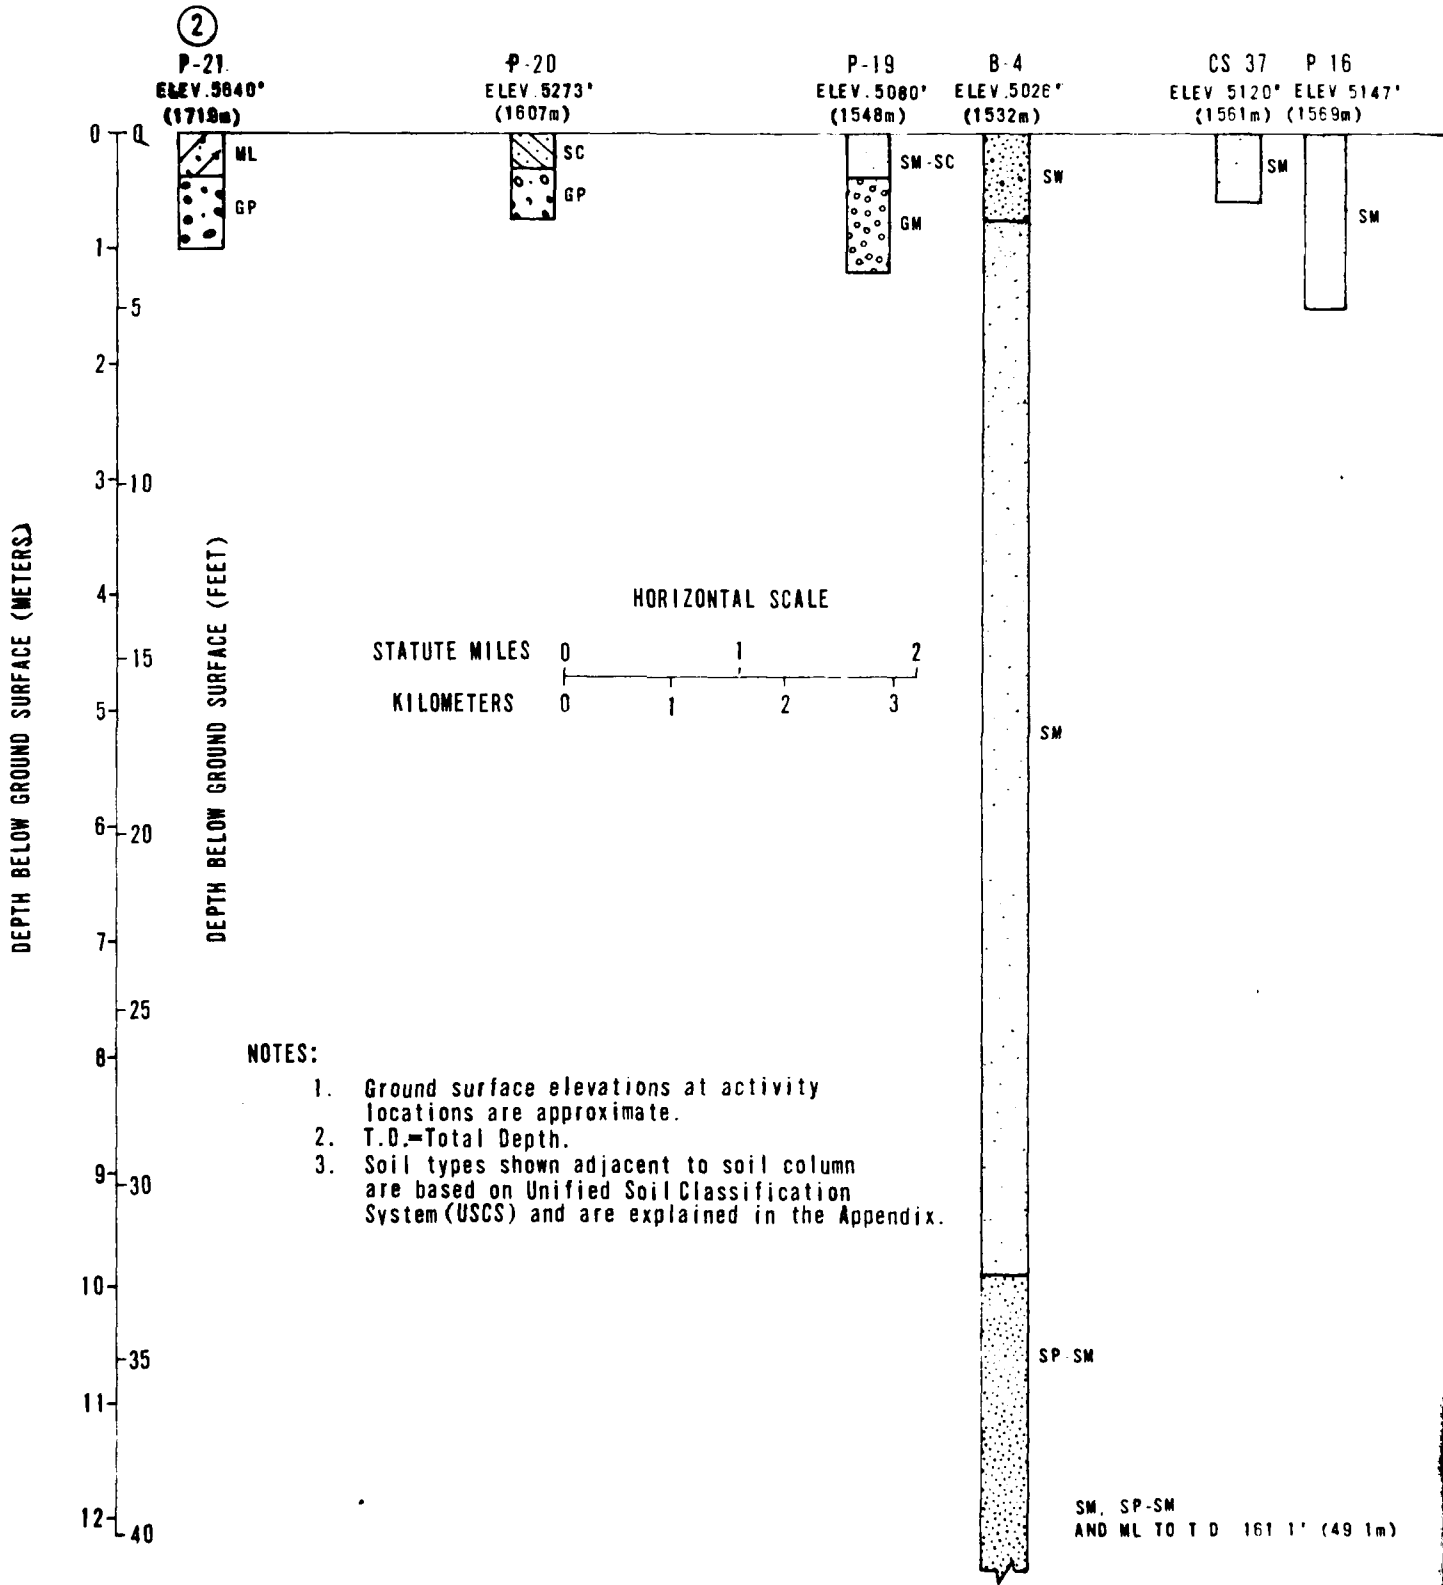 2
P-21 P-20 P-19 B-4 CS 37 P 16
ELEV.5640' ELEV.5273' ELEV.5080' ELEV.5026' ELEV 5120' ELEV 5147'
(1719m) (1607m) (1548m) (1532m) (1561m) (1569m)
0 0
ML SC SM-SC SW SM
GP GP GM SM
1
5
2
3 10
DEPTH BELOW GROUND SURFACE (METERS)
DEPTH BELOW GROUND SURFACE (FEET)
4
HORIZONTAL SCALE
STATUTE MILES 0 1 2
15
KILOMETERS 0 1 2 3
5
SM
6 20
7
25
8
NOTES:
1. Ground surface elevations at activity
locations are approximate.
2. T.D.=Total Depth.
3. Soil types shown adjacent to soil column
are based on Unified Soil Classification
System (USCS) and are explained in the Appendix.
9 30
10
35 SP-SM
11
12 40
SM, SP-SM
AND ML TO T D 161 1' (49 1m)